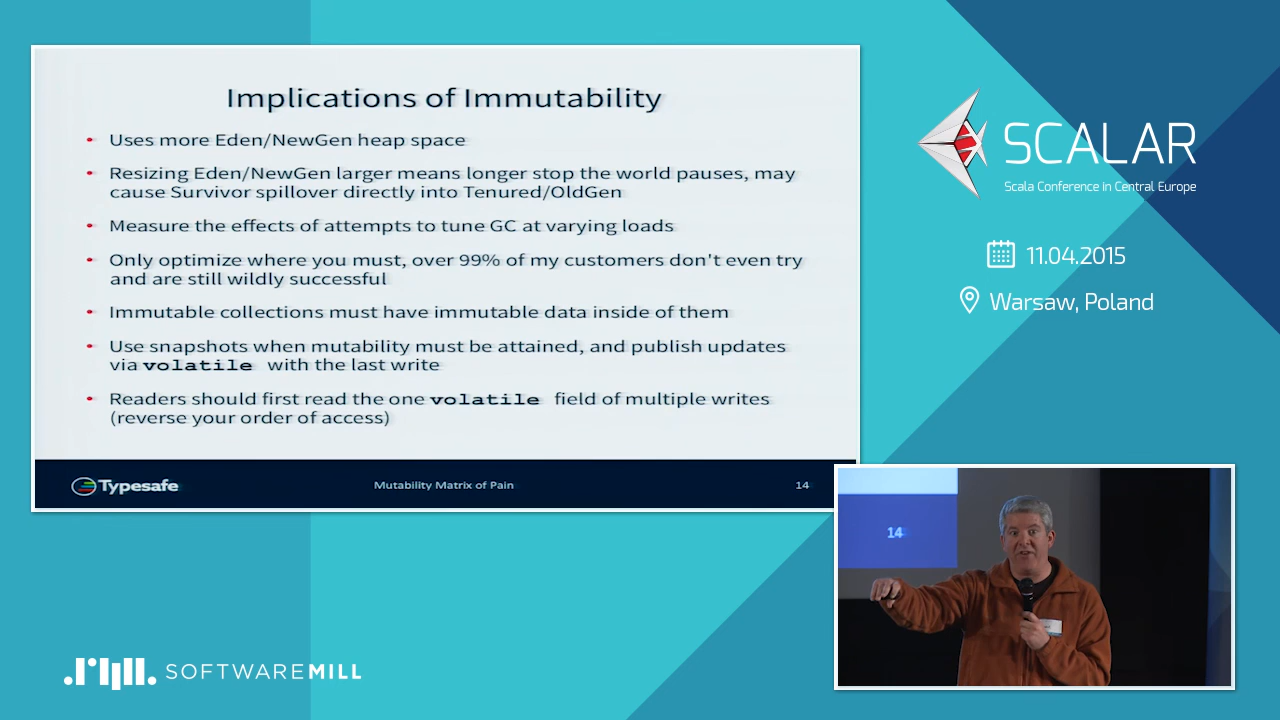 Implications of Immutability
• Uses more Eden/NewGen heap space
• Resizing Eden/NewGen larger means longer stop the world pauses, may
cause Survivor spillover directly into Tenured/OldGen
• Measure the effects of attempts to tune GC at varying loads
• Only optimize where you must, over 99% of my customers don't even try
and are still wildly successful
• Immutable collections must have immutable data inside of them
• Use snapshots when mutability must be attained, and publish updates
via volatile with the last write
• Readers should first read the one volatile field of multiple writes
(reverse your order of access)
Typesafe
Mutability Matrix of Pain
14
SCALAR
Scala Conference in Central Europe
11.04.2015
Warsaw, Poland
14
SOFTWAREMILL